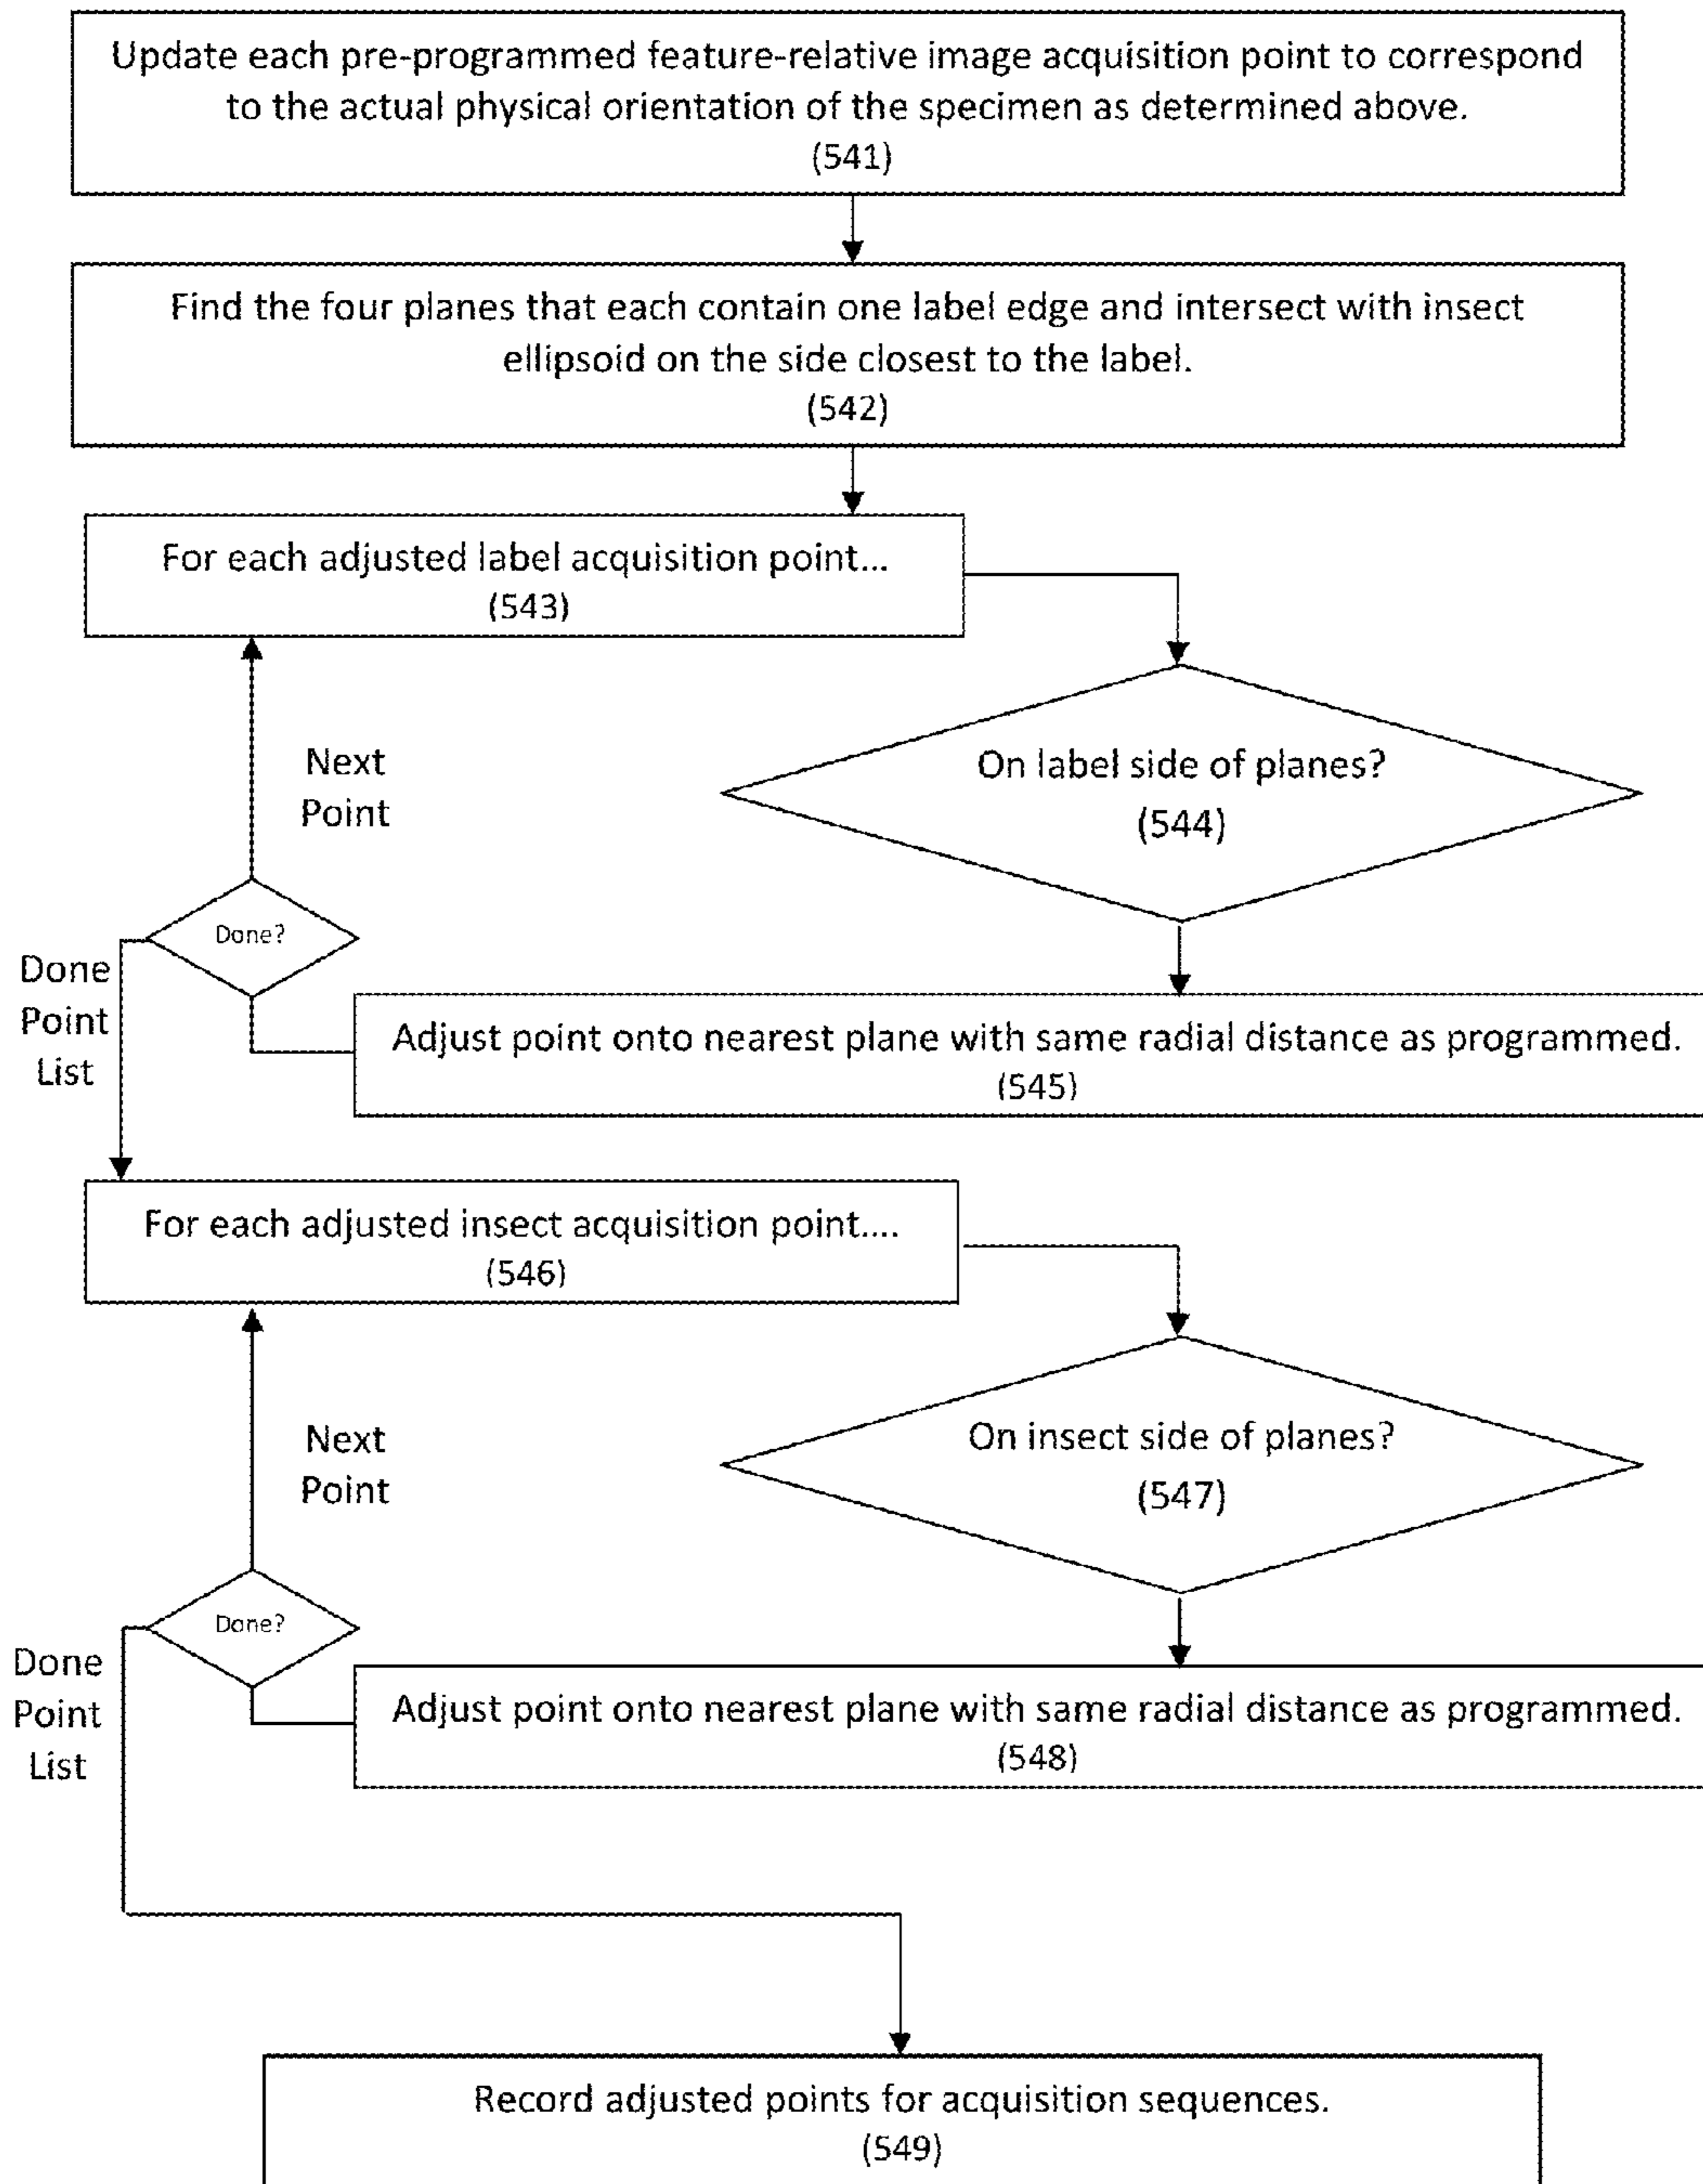 Update each pre-programmed feature-relative image acquisition point to correspond
to the actual physical orientation of the specimen as determined above.
(541)
Find the four planes that each contain one label edge and intersect with insect
ellipsoid on the side closest to the label.
(542)
For each adjusted label acquisition point...
(543)
On label side of planes?
(544)
Next
Point
Done?
Done
Point
List
Adjust point onto nearest plane with same radial distance as programmed.
(545)
For each adjusted insect acquisition point....
(546)
On insect side of planes?
(547)
Next
Point
Done?
Done
Point
List
Adjust point onto nearest plane with same radial distance as programmed.
(548)
Record adjusted points for acquisition sequences.
(549)